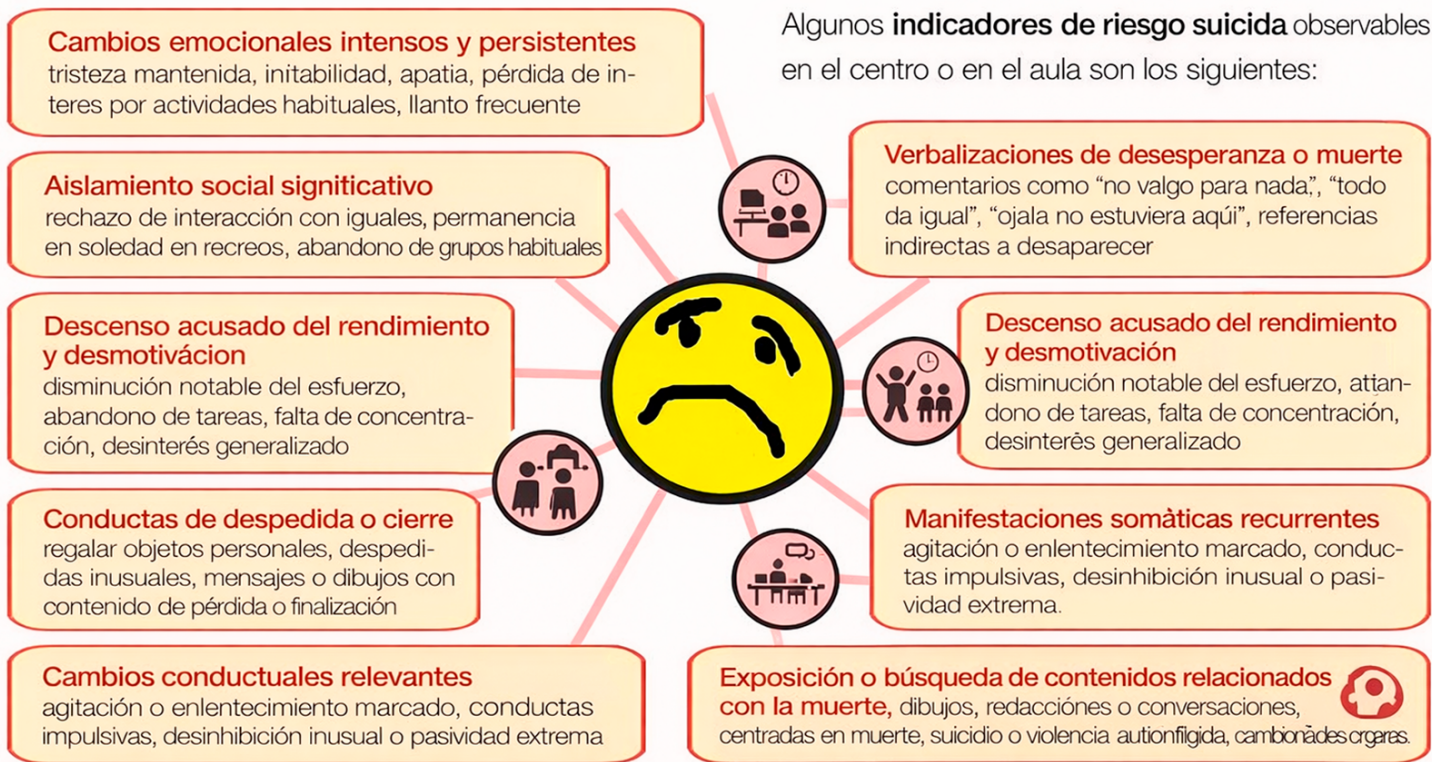 Algunos indicadores de riesgo suicida observables
en el centro o en el aula son los siguientes:
Cambios emocionales intensos y persistentes
tristeza mantenida, initabilidad, apatia, pérdida de in-
teres por actividades habituales, llanto frecuente
Aislamiento social signiticativo
rechazo de interacción con iguales, permanencia
en soledad en recreos, abandono de grupos habituales
Descenso acusado del rendimiento
y desmotivácion
disminución notable del esfuerzo,
abandono de tareas, falta de concentra-
ción, desinterés generalizado
Conductas de despedida o cierre
regalar objetos personales, despedi-
das inusuales, mensajes o dibujos con
contenido de pérdida o finalización
Cambios conductuales relevantes
agitación o enlentecimiento marcado, conductas
impulsivas, desinhibición inusual o pasividad extrema
Verbalizaciones de desesperanza o muerte
comentarios como “no valgo para nada”, “todo
da igual”, “ojala no estuviera aqúi”, referencias
indirectas a desaparecer
Descenso acusado del rendimiento
y desmotivación
disminución notable del esfuerzo, attan-
dono de tareas, falta de concentración,
desinterês generalizado
Manifestaciones somàticas recurrentes
agitación o enlentecimiento marcado, conduc-
tas impulsivas, desinhibición inusual o pasi-
vidad extrema.
Exposición o búsqueda de contenidos relacionados
con la muerte, dibujos, redacciónes o conversaciones,
centradas en muerte, suicidio o violencia